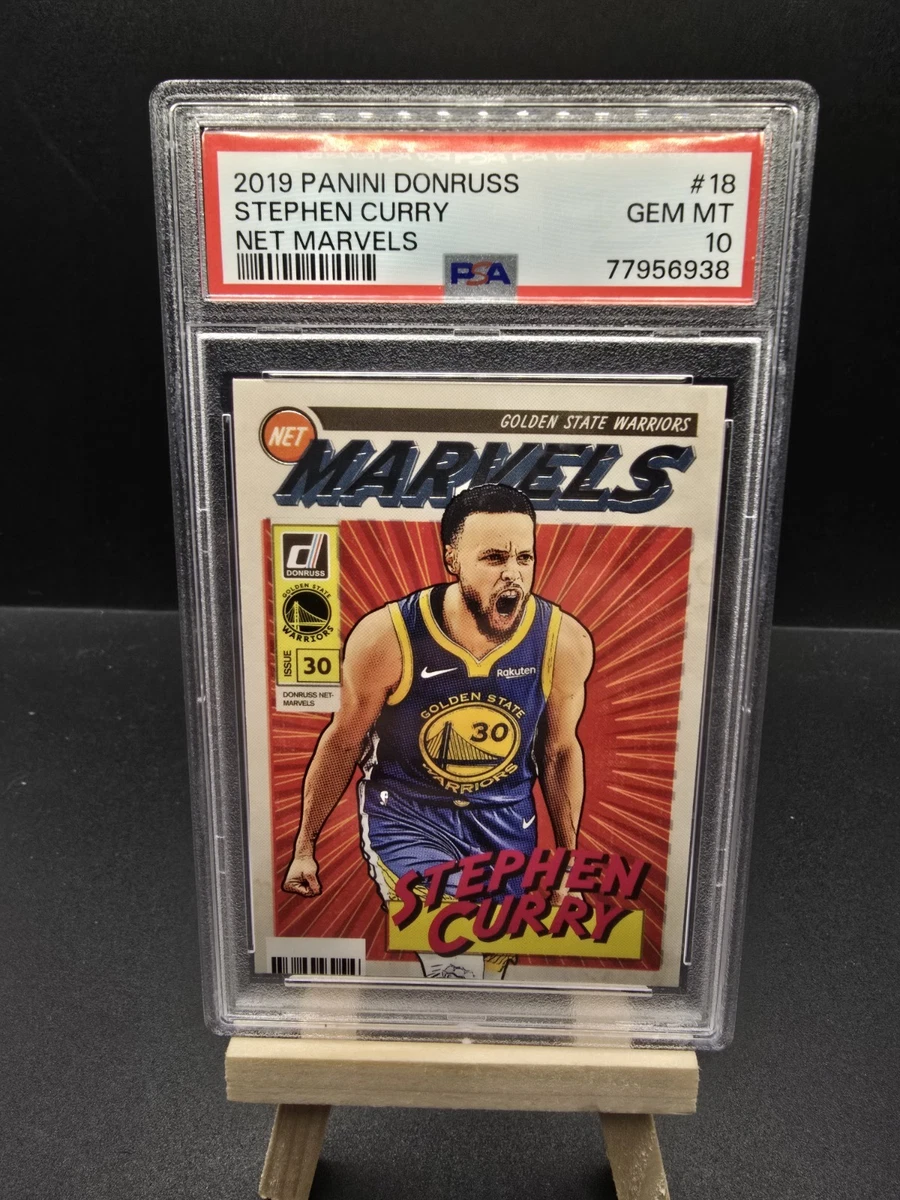 2019 PANINI DONRUSS #18
STEPHEN CURRY GEM MT
NET MARVELS 10
PSA 77956938
GOLDEN STATE WARRIORS
NET
MARVELS
DONRUSS
GOLDEN STATE
WARRIORS
ISSUE 30
DONRUSS NET-
MARVELS
Rakuten
GOLDEN STATE
30
WARRIORS
STEPHEN
CURRY